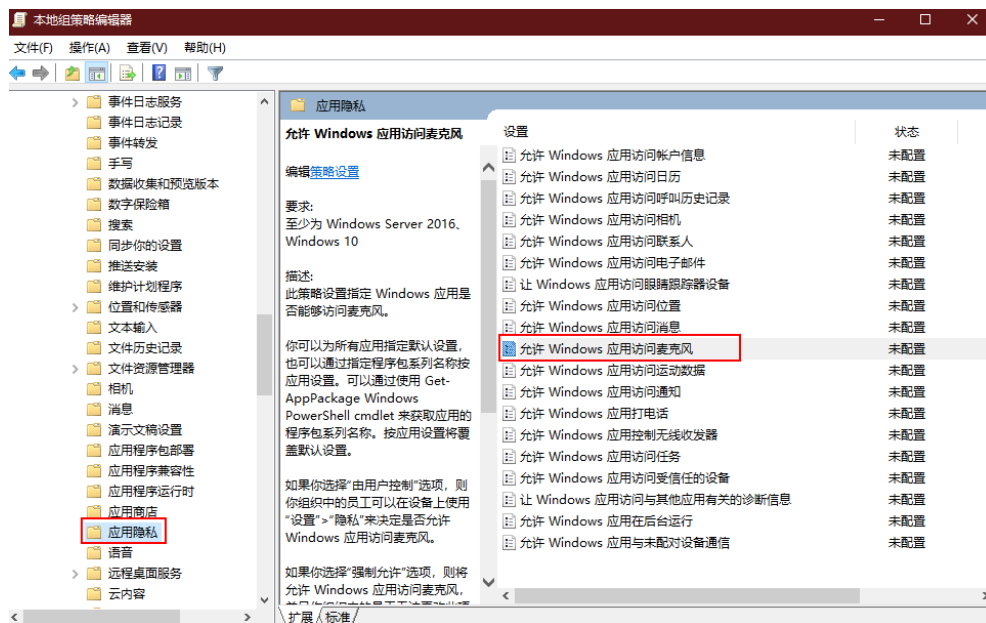 本地组策略编辑器
文件(F) 操作(A) 查看(V) 帮助(H)
事件日志服务
事件日志记录
事件转发
手写
数据收集和预览版本
数字保险箱
搜索
同步你的设置
推送安装
维护计划程序
位置和传感器
文本输入
文件历史记录
文件资源管理器
相机
消息
演示文稿设置
应用程序包部署
应用程序兼容性
应用程序运行时
应用商店
应用隐私
语音
远程桌面服务
云内容
应用隐私
允许 Windows 应用访问麦克风
编辑策略设置
要求:
至少为 Windows Server 2016、
Windows 10
描述:
此策略设置指定 Windows 应用是
否能够访问麦克风。
你可以为所有应用指定默认设置，
也可以通过指定程序包系列名称按
应用设置。可以通过使用 Get-
AppPackage Windows
PowerShell cmdlet 来获取应用的
程序包系列名称。按应用设置将覆
盖默认设置。
如果你选择“由用户控制”选项，则
你组织中的员工可以在设备上使用
“设置”>“隐私”来决定是否允许
Windows 应用访问麦克风。
如果你选择“强制允许”选项，则将
允许 Windows 应用访问麦克风，
设置 状态
允许 Windows 应用访问帐户信息 未配置
允许 Windows 应用访问日历 未配置
允许 Windows 应用访问呼叫历史记录 未配置
允许 Windows 应用访问相机 未配置
允许 Windows 应用访问联系人 未配置
允许 Windows 应用访问电子邮件 未配置
让 Windows 应用访问眼睛跟踪器设备 未配置
允许 Windows 应用访问位置 未配置
允许 Windows 应用访问消息 未配置
允许 Windows 应用访问麦克风 未配置
允许 Windows 应用访问运动数据 未配置
允许 Windows 应用访问通知 未配置
允许 Windows 应用打电话 未配置
允许 Windows 应用控制无线收发器 未配置
允许 Windows 应用访问任务 未配置
允许 Windows 应用访问受信任的设备 未配置
让 Windows 应用访问与其他应用有关的诊断信息 未配置
允许 Windows 应用在后台运行 未配置
允许 Windows 应用与未配对设备通信 未配置
扩展 标准